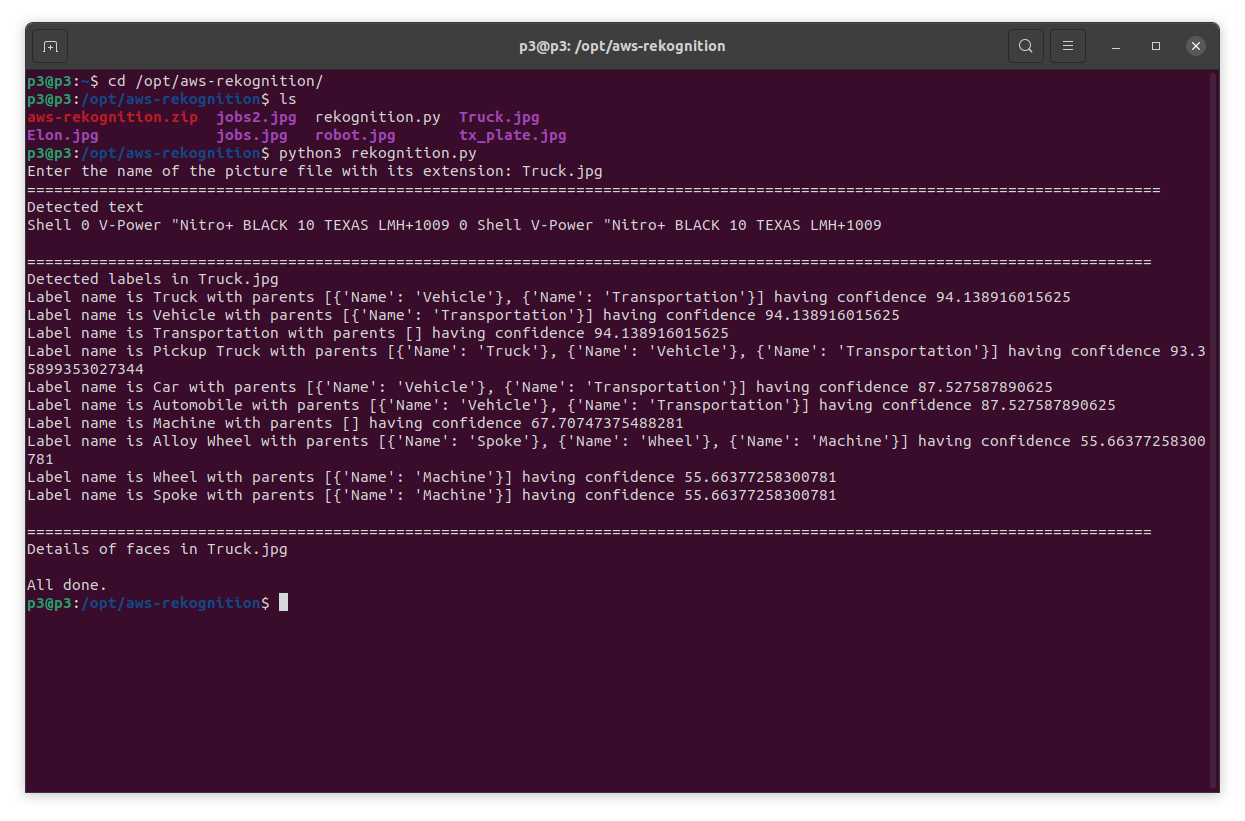 p3@p3: /opt/aws-rekognition
p3@p3:~$ cd /opt/aws-rekognition/
p3@p3:/opt/aws-rekognition$ ls
aws-rekognition.zip  jobs2.jpg  rekognition.py  Truck.jpg
Elon.jpg             jobs.jpg   robot.jpg       tx_plate.jpg
p3@p3:/opt/aws-rekognition$ python3 rekognition.py
Enter the name of the picture file with its extension: Truck.jpg
==============================================================================================================================
Detected text
Shell 0 V-Power "Nitro+ BLACK 10 TEXAS LMH+1009 0 Shell V-Power "Nitro+ BLACK 10 TEXAS LMH+1009
=============================================================================================================================
Detected labels in Truck.jpg
Label name is Truck with parents [{'Name': 'Vehicle'}, {'Name': 'Transportation'}] having confidence 94.138916015625
Label name is Vehicle with parents [{'Name': 'Transportation'}] having confidence 94.138916015625
Label name is Transportation with parents [] having confidence 94.138916015625
Label name is Pickup Truck with parents [{'Name': 'Truck'}, {'Name': 'Vehicle'}, {'Name': 'Transportation'}] having confidence 93.3
5899353027344
Label name is Car with parents [{'Name': 'Vehicle'}, {'Name': 'Transportation'}] having confidence 87.527587890625
Label name is Automobile with parents [{'Name': 'Vehicle'}, {'Name': 'Transportation'}] having confidence 87.527587890625
Label name is Machine with parents [] having confidence 67.70747375488281
Label name is Alloy Wheel with parents [{'Name': 'Spoke'}, {'Name': 'Wheel'}, {'Name': 'Machine'}] having confidence 55.66377258300
781
Label name is Wheel with parents [{'Name': 'Machine'}] having confidence 55.66377258300781
Label name is Spoke with parents [{'Name': 'Machine'}] having confidence 55.66377258300781
=============================================================================================================================
Details of faces in Truck.jpg
All done.
p3@p3:/opt/aws-rekognition$